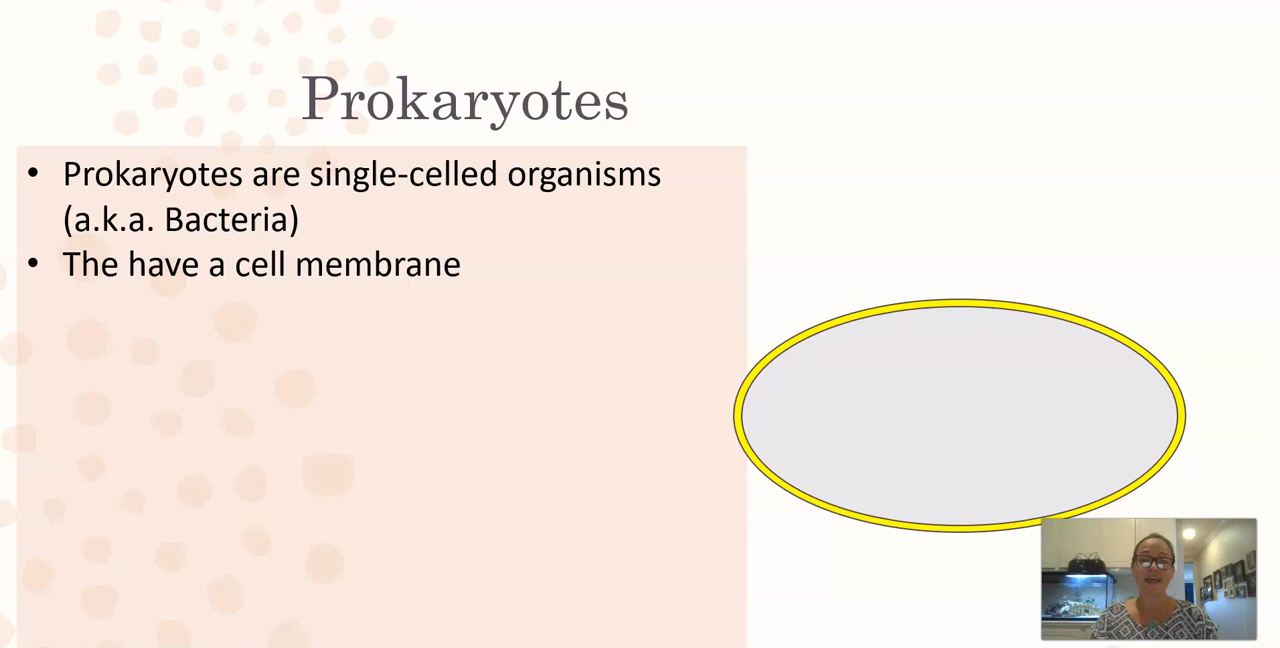 Prokaryotes
• Prokaryotes are single-celled organisms
(a.k.a. Bacteria)
• The have a cell membrane